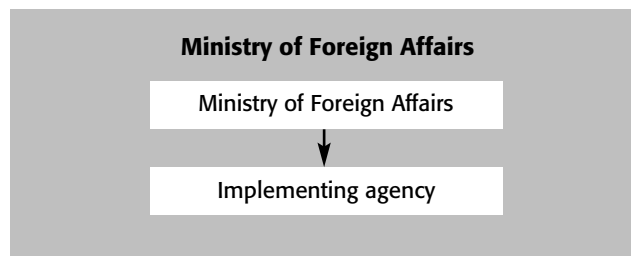 Ministry of Foreign Affairs
Ministry of Foreign Affairs
Implementing agency